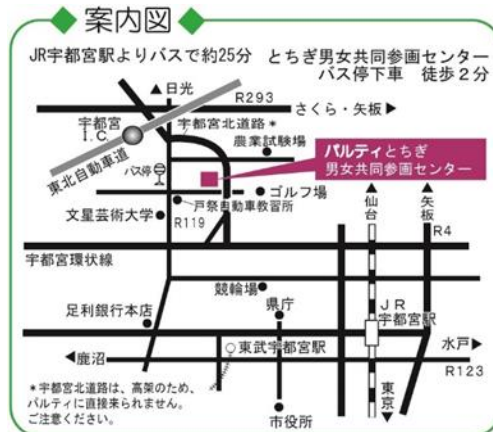 案内図
JR宇都宮駅よりバスで約25分 とちぎ男女共同参画センター
バス停下車 徒歩2分
▲日光
R293
さくら・矢板▶
宇都宮
I.C.
宇都宮北道路*
農業試験場
東北自動車道
バス停
パルティとちぎ
男女共同参画センター
ゴルフ場
戸祭自動車教習所
文星芸術大学
R119
▲仙台
▲矢板
R4
宇都宮環状線
競輪場
県庁
足利銀行本店
JR
宇都宮駅
東武宇都宮駅
水戸▶
◀鹿沼
R123
*宇都宮北道路は、高架のため、
パルティに直接来られません。
ご注意ください。
市役所
東京▼